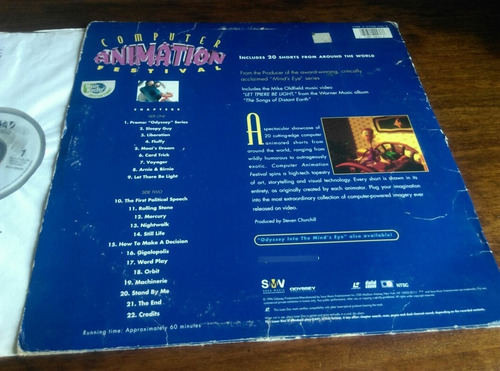 COMPUTER
ANIMATION
FESTIVAL
INCLUDES 20 SHORTS FROM AROUND THE WORLD
From the Producer of the award-winning, critically
acclaimed "Mind's Eye" series
Includes the Mike Oldfield music video
"LET THERE BE LIGHT," from the Warner Music album
"The Songs of Distant Earth"
CHAPTERS
SIDE ONE
1. Promo: "Odyssey" Series
2. Sleepy Guy
3. Liberation
4. Fluffy
5. Moai's Dream
6. Card Trick
7. Voyager
8. Arnie & Birnie
9. Let There Be Light
SIDE TWO
10. The First Political Speech
11. Rolling Stone
12. Mercury
13. Nightwalk
14. Still Life
15. How To Make A Decision
16. Gigalopolis
17. Word Play
18. Orbit
19. Machinerie
20. Stand By Me
21. The End
22. Credits
Running time: Approximately 60 minutes
A spectacular showcase of
20 cutting-edge computer
animated shorts from
around the world, ranging from
wildly humorous to outrageously
exotic. Computer Animation
Festival spins a high-tech tapestry
of art, storytelling and visual technology. Every short is shown in its
entirety, as originally created by each animator. Plug your imagination
into the most extraordinary collection of computer-powered imagery ever
released on video.
Produced by Steven Churchill
"Odyssey Into The Mind's Eye" also available!
SMV
ODYSSEY
NTSC